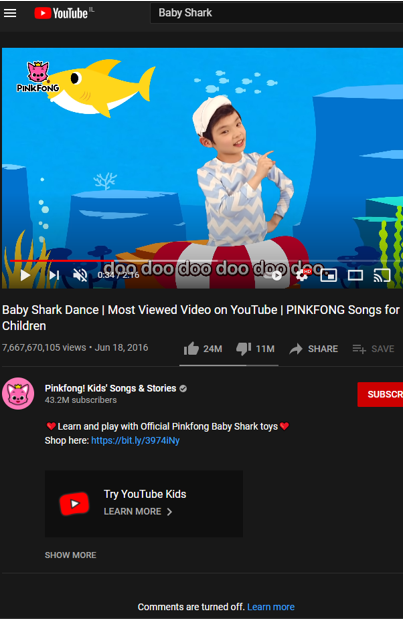 YouTube IL
Baby Shark
PINKFONG
doo doo doo doo doo doo
0:34 / 2:16
Baby Shark Dance | Most Viewed Video on YouTube | PINKFONG Songs for
Children
7,667,670,105 views • Jun 18, 2016
24M
11M
SHARE
SAVE
Pinkfong! Kids' Songs & Stories
43.2M subscribers
SUBSCR
❤️Learn and play with Official Pinkfong Baby Shark toys❤️
Shop here: https://bit.ly/3974iNy
Try YouTube Kids
LEARN MORE
SHOW MORE
Comments are turned off. Learn more